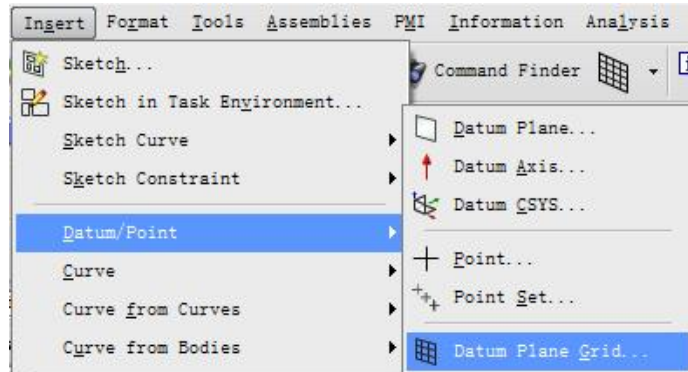 Insert Format Tools Assemblies PMI Information Analysis
Sketch...
Command Finder
Sketch in Task Environment...
Datum Plane...
Sketch Curve
Datum Axis...
Sketch Constraint
Datum CSYS...
Datum/Point
Point...
Curve
Point Set...
Curve from Curves
Curve from Bodies
Datum Plane Grid...